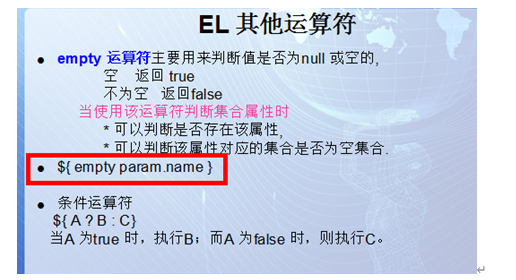 EL 其他运算符
● empty 运算符主要用来判断值是否为null 或空的,
空 返回 true
不为空 返回false
当使用该运算符判断集合属性时
* 可以判断是否存在该属性,
* 可以判断该属性对应的集合是否为空集合.
● ${ empty param.name }
● 条件运算符
${ A ? B : C}
当A 为true 时，执行B；而A 为false 时，则执行C。